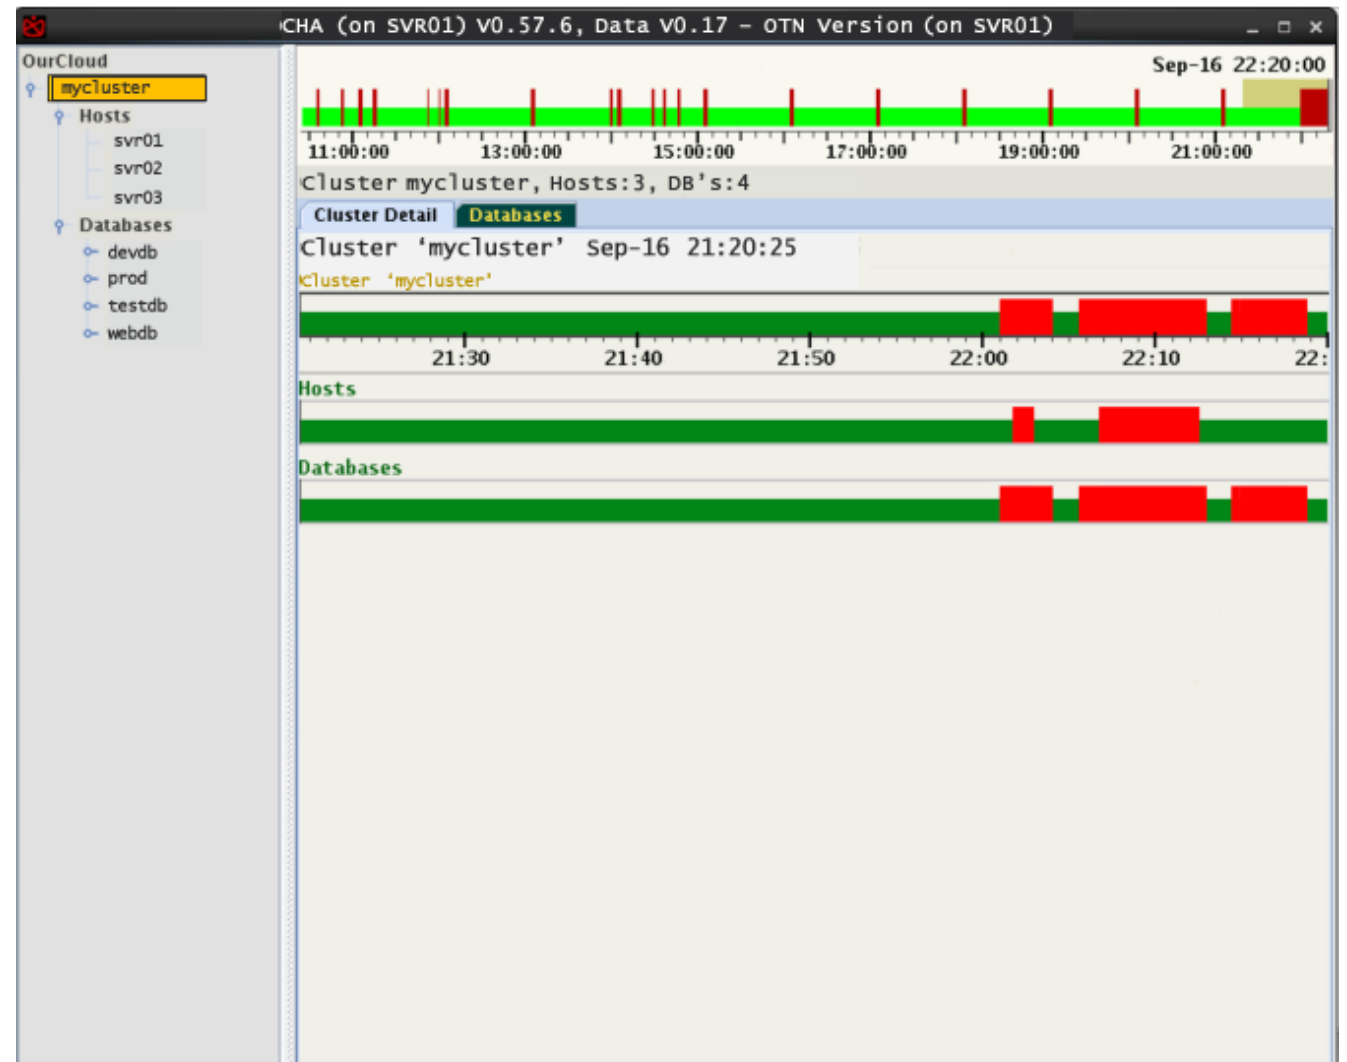 CHA (on SVR01) V0.57.6, Data V0.17 – OTN Version (on SVR01)
OurCloud
mycluster
Hosts
svr01
svr02
svr03
Databases
devdb
prod
testdb
webdb
Sep-16 22:20:00
11:00:00 13:00:00 15:00:00 17:00:00 19:00:00 21:00:00
Cluster mycluster, Hosts:3, DB's:4
Cluster Detail Databases
Cluster ‘mycluster’ Sep-16 21:20:25
Cluster 'mycluster'
21:30 21:40 21:50 22:00 22:10 22:
Hosts
Databases